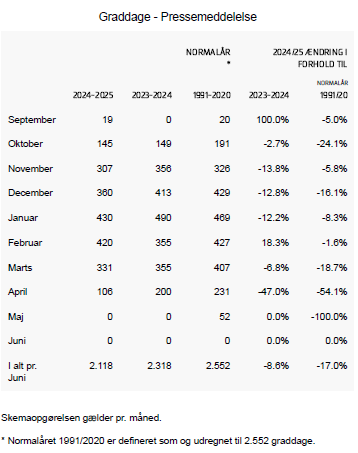 Graddage - Pressemeddelelse
NORMALÅR 2024/25 ÆNDRING I
* FORHOLD TIL
NORMALÅR
2024-2025 2023-2024 1991-2020 2023-2024 1991/20
September 19 0 20 100.0% -5.0%
Oktober 145 149 191 -2.7% -24.1%
November 307 356 326 -13.8% -5.8%
December 360 413 429 -12.8% -16.1%
Januar 430 490 469 -12.2% -8.3%
Februar 420 355 427 18.3% -1.6%
Marts 331 355 407 -6.8% -18.7%
April 106 200 231 -47.0% -54.1%
Maj 0 0 52 0.0% -100.0%
Juni 0 0 0 0.0% 0.0%
I alt pr. 2.118 2.318 2.552 -8.6% -17.0%
Juni
Skemaopgørelsen gælder pr. måned.
* Normalåret 1991/2020 er defineret som og udregnet til 2.552 graddage.